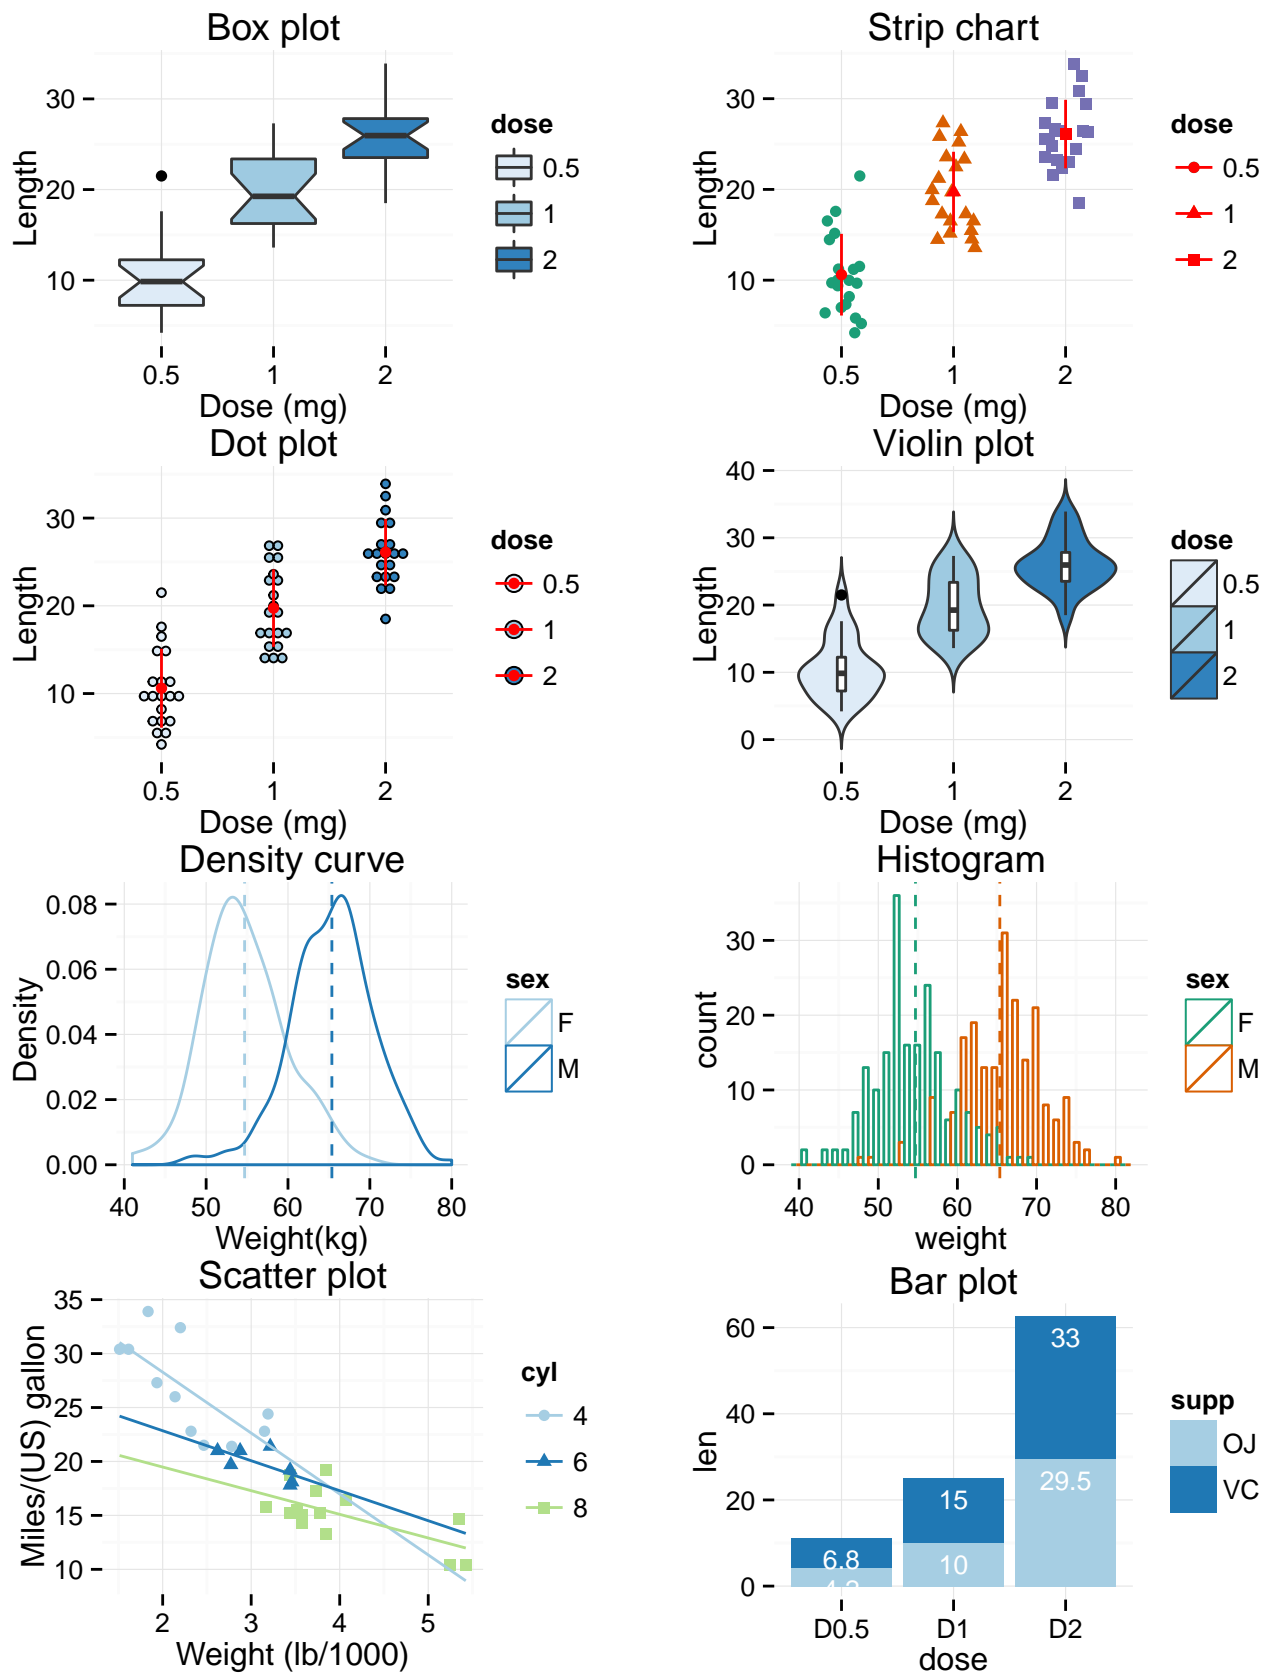 Box plot
30
20
10
Length
0.5
1
2
Dose (mg)
dose
0.5
1
2
Strip chart
30
20
10
Length
0.5
1
2
Dose (mg)
dose
0.5
1
2
Dot plot
30
20
10
Length
0.5
1
2
Dose (mg)
dose
0.5
1
2
Violin plot
40
30
20
10
0
Length
0.5
1
2
Dose (mg)
dose
0.5
1
2
Density curve
0.08
0.06
0.04
0.02
0.00
Density
40
50
60
70
80
Weight(kg)
sex
F
M
Histogram
30
20
10
0
count
40
50
60
70
80
weight
sex
F
M
Scatter plot
35
30
25
20
15
10
Miles/(US) gallon
2
3
4
5
Weight (lb/1000)
cyl
4
6
8
Bar plot
60
40
20
0
len
33
29.5
15
10
6.8
4.2
D0.5
D1
D2
dose
supp
OJ
VC